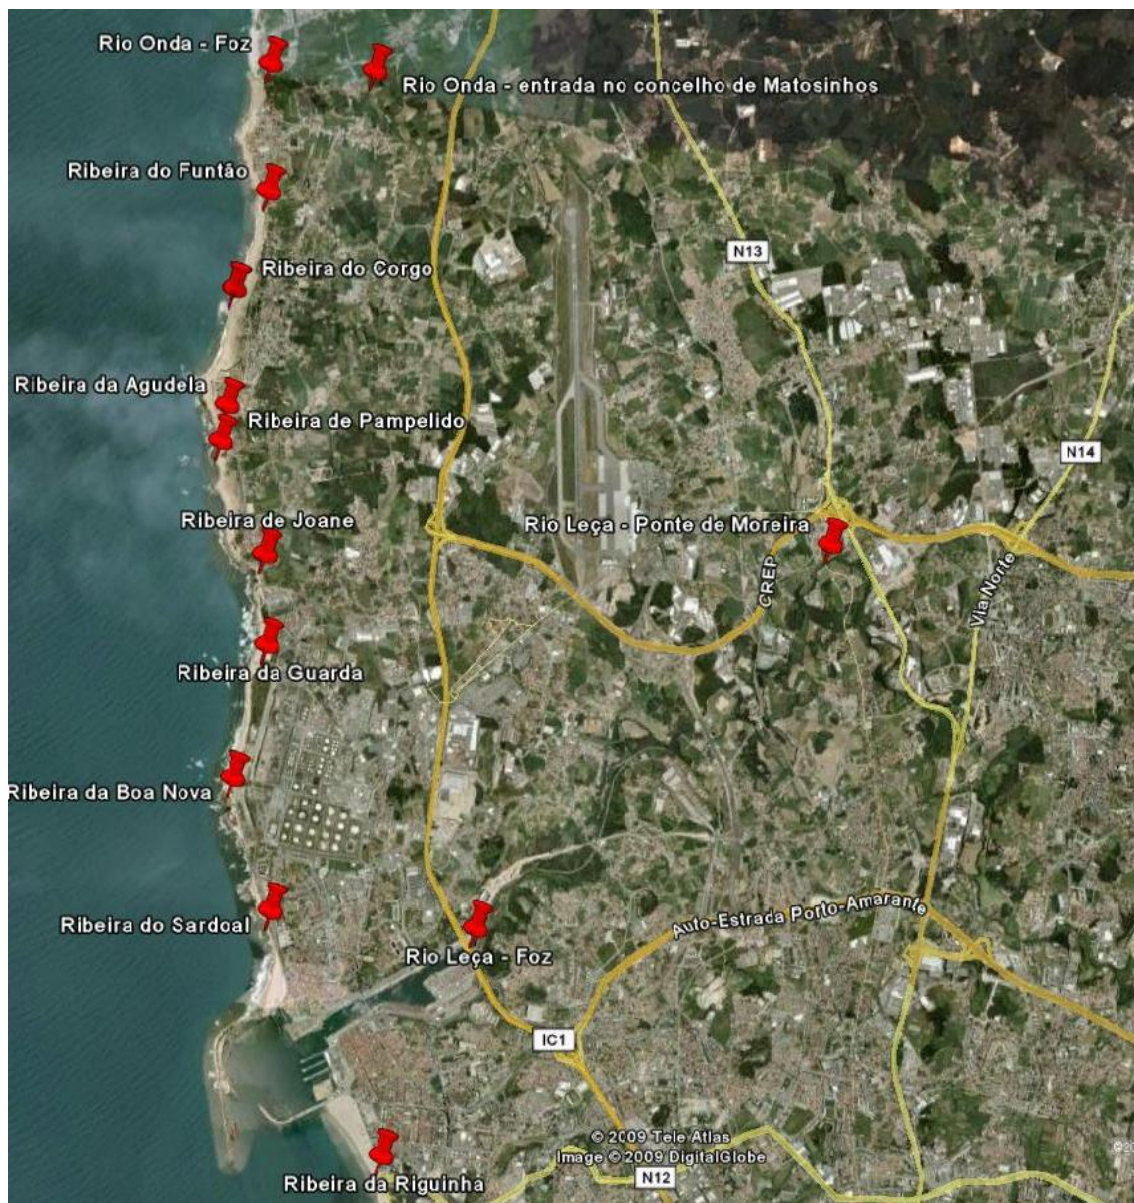 Rio Onda - Foz
Rio Onda - entrada no concelho de Matosinhos
Ribeira do Funtão
N13
Ribeira do Corgo
Ribeira da Agudela
Ribeira de Pampelido
N14
Ribeira de Joane
Rio Leça - Ponte de Moreira
CREP
Via Norte
Ribeira da Guarda
Ribeira da Boa Nova
Auto-Estrada Porto-Amarante
Ribeira do Sardoal
Rio Leça - Foz
IC1
© 2009 Tele Atlas
Image © 2009 DigitalGlobe
©20
N12
Ribeira da Riguinha